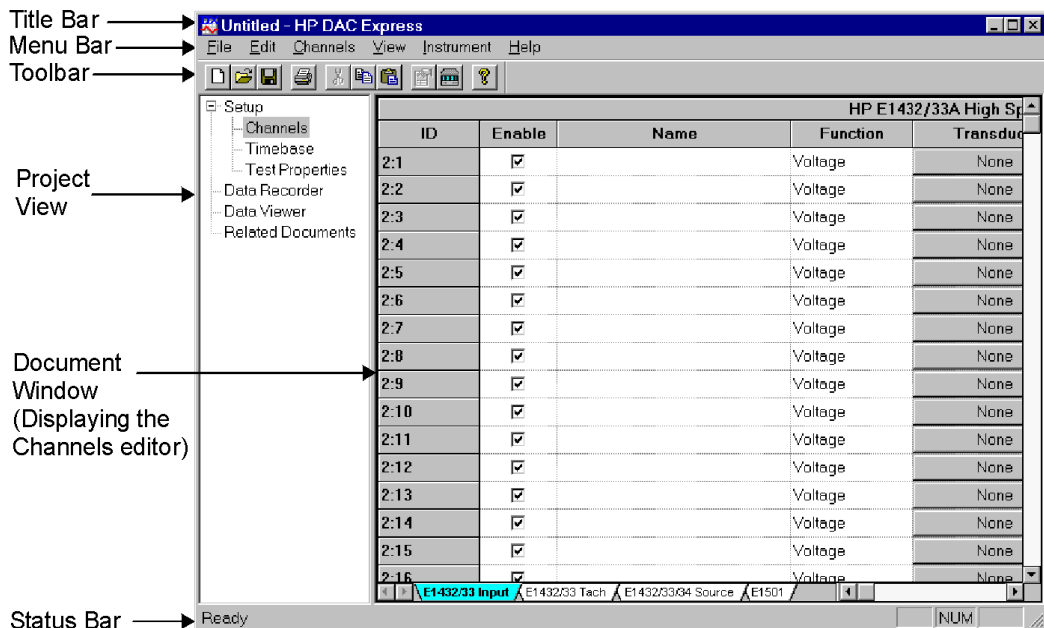 Title Bar
Untitled - HP DAC Express
Menu Bar
File Edit Channels View Instrument Help
Toolbar
Project
View
Setup
Channels
Timebase
Test Properties
Data Recorder
Data Viewer
Related Documents
HP E1432/33A High Sp
ID Enable Name Function Transduc
2:1 Voltage None
2:2 Voltage None
2:3 Voltage None
2:4 Voltage None
2:5 Voltage None
2:6 Voltage None
2:7 Voltage None
2:8 Voltage None
2:9 Voltage None
2:10 Voltage None
2:11 Voltage None
2:12 Voltage None
2:13 Voltage None
2:14 Voltage None
2:15 Voltage None
2:16 Voltage None
Document
Window
(Displaying the
Channels editor)
E1432/33 Input E1432/33 Tach E1432/33/34 Source E1501
Status Bar
Ready NUM